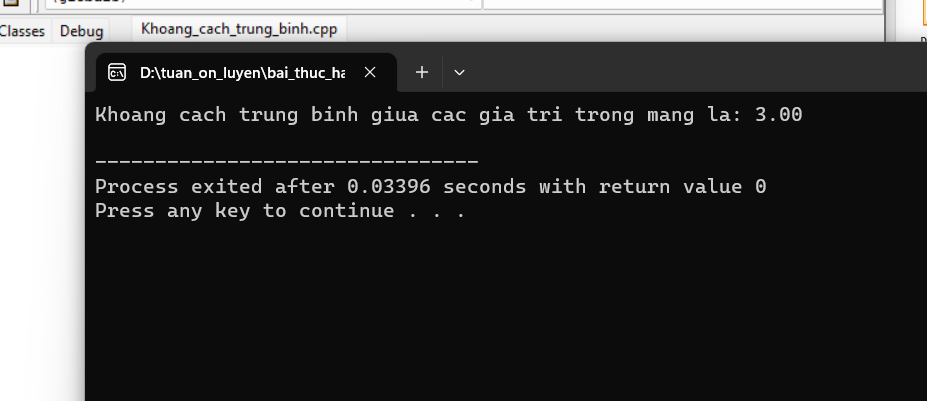 Classes Debug Khoang_cach_trung_binh.cpp
D:\tuan_on_luyen\bai_thuc_ha
Khoang cach trung binh giua cac gia tri trong mang la: 3.00
--------------------------------
Process exited after 0.03396 seconds with return value 0
Press any key to continue . . .